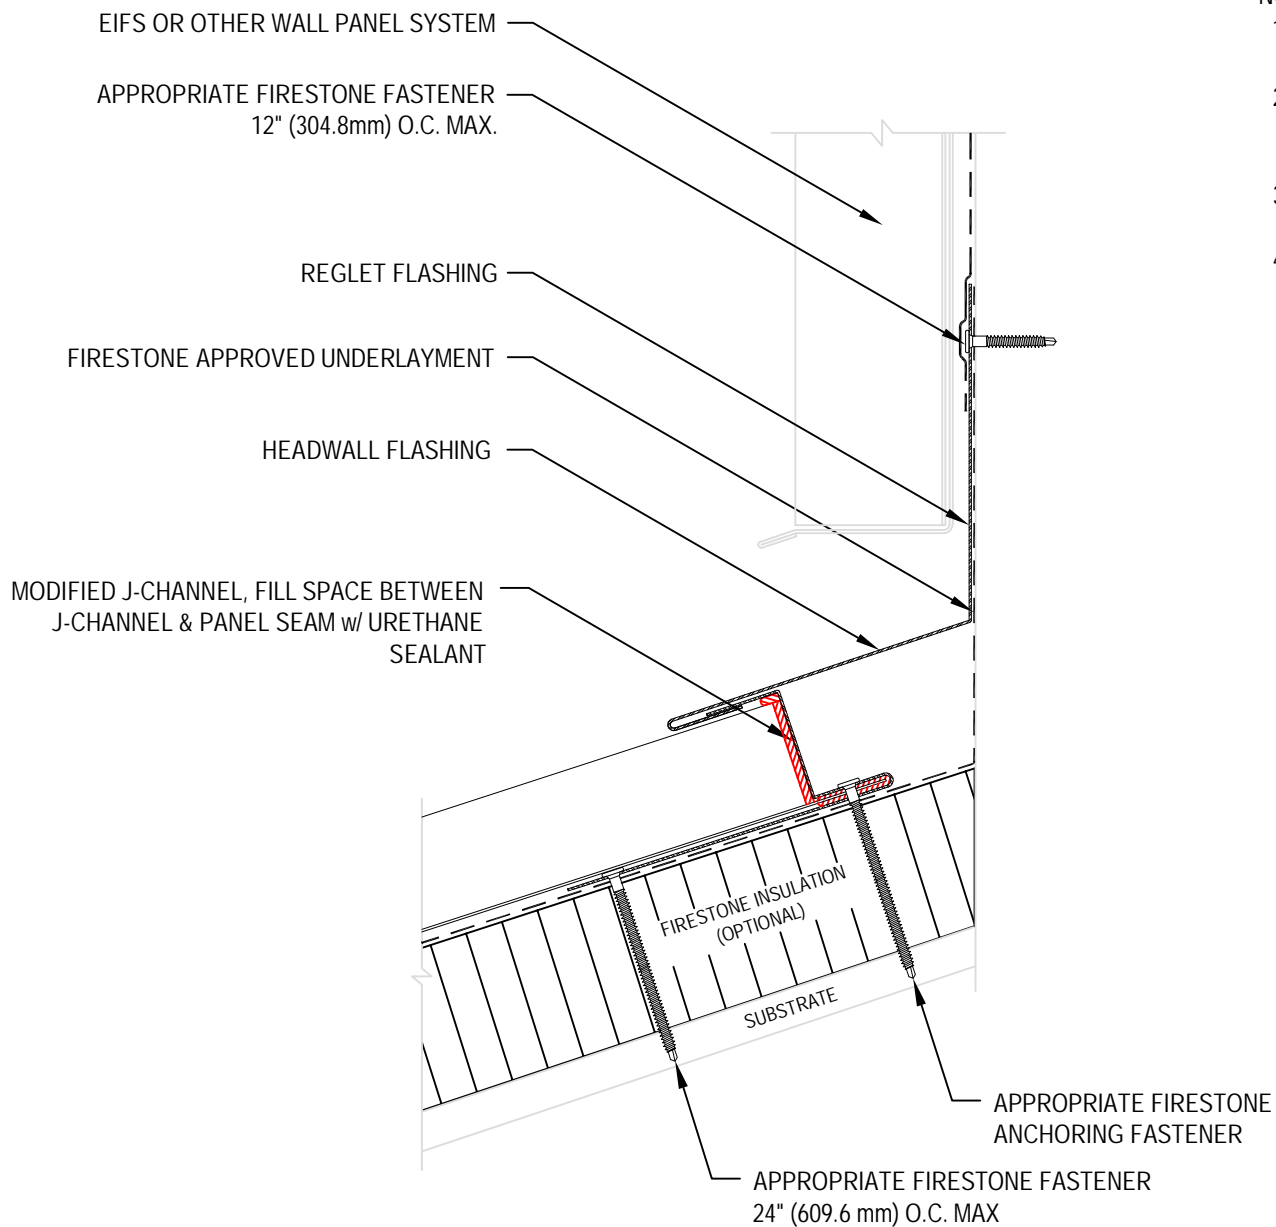 EIFS OR OTHER WALL PANEL SYSTEM
APPROPRIATE FIRESTONE FASTENER
12" (304.8mm) O.C. MAX.
REGLET FLASHING
FIRESTONE APPROVED UNDERLAYMENT
HEADWALL FLASHING
MODIFIED J-CHANNEL, FILL SPACE BETWEEN
J-CHANNEL & PANEL SEAM w/ URETHANE
SEALANT
FIRESTONE INSULATION
(OPTIONAL)
SUBSTRATE
APPROPRIATE FIRESTONE
ANCHORING FASTENER
APPROPRIATE FIRESTONE FASTENER
24" (609.6 mm) O.C. MAX